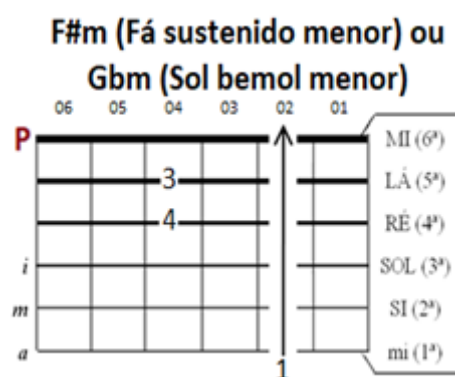 F#m (Fá sustenido menor) ou
Gbm (Sol bemol menor)
06 05 04 03 02 01
P MI (6ª)
3 LÁ (5ª)
4 RÉ (4ª)
i SOL (3ª)
m SI (2ª)
a mi (1ª)
1